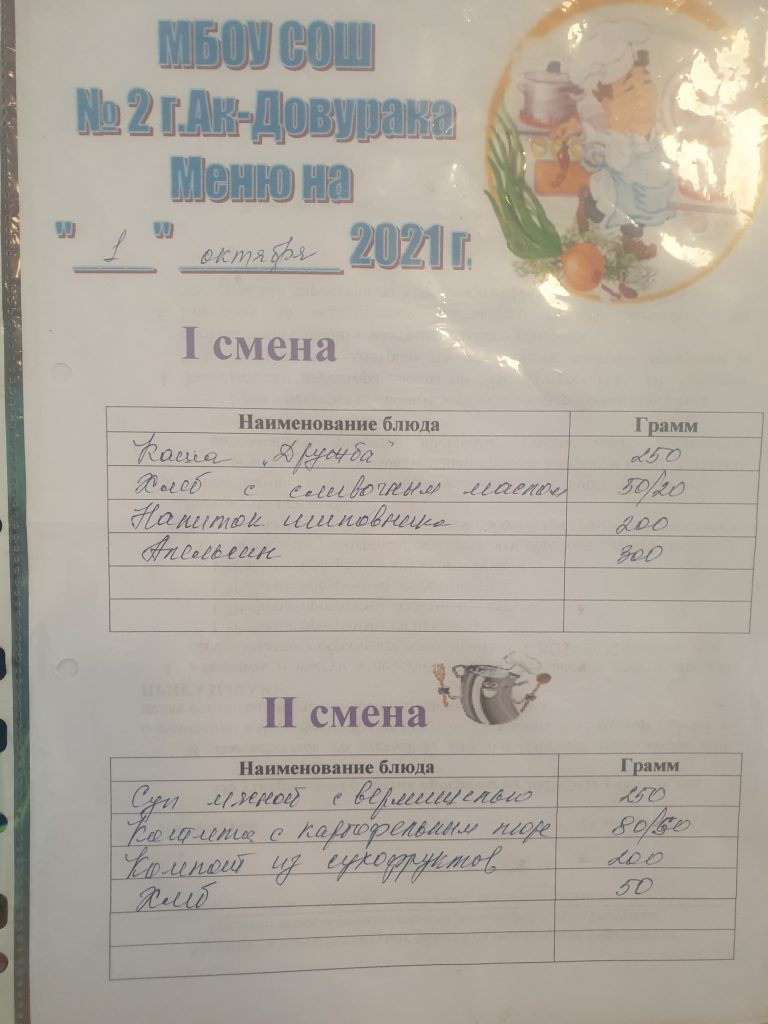 МБОУ СОШ
№ 2 г.Ак-Довурака
Меню на
" 1 " октября 2021 г.
I смена
Наименование блюда Грамм
Каша „Дружба" 250
Хлеб с сливочным маслом 50/20
Напиток шиповника 200
Апельсин 300
II смена
Наименование блюда Грамм
Суп мясной с вермишелью 250
Котлета с картофельным пюре 80/50
Компот из сухофруктов 200
Хлеб 50